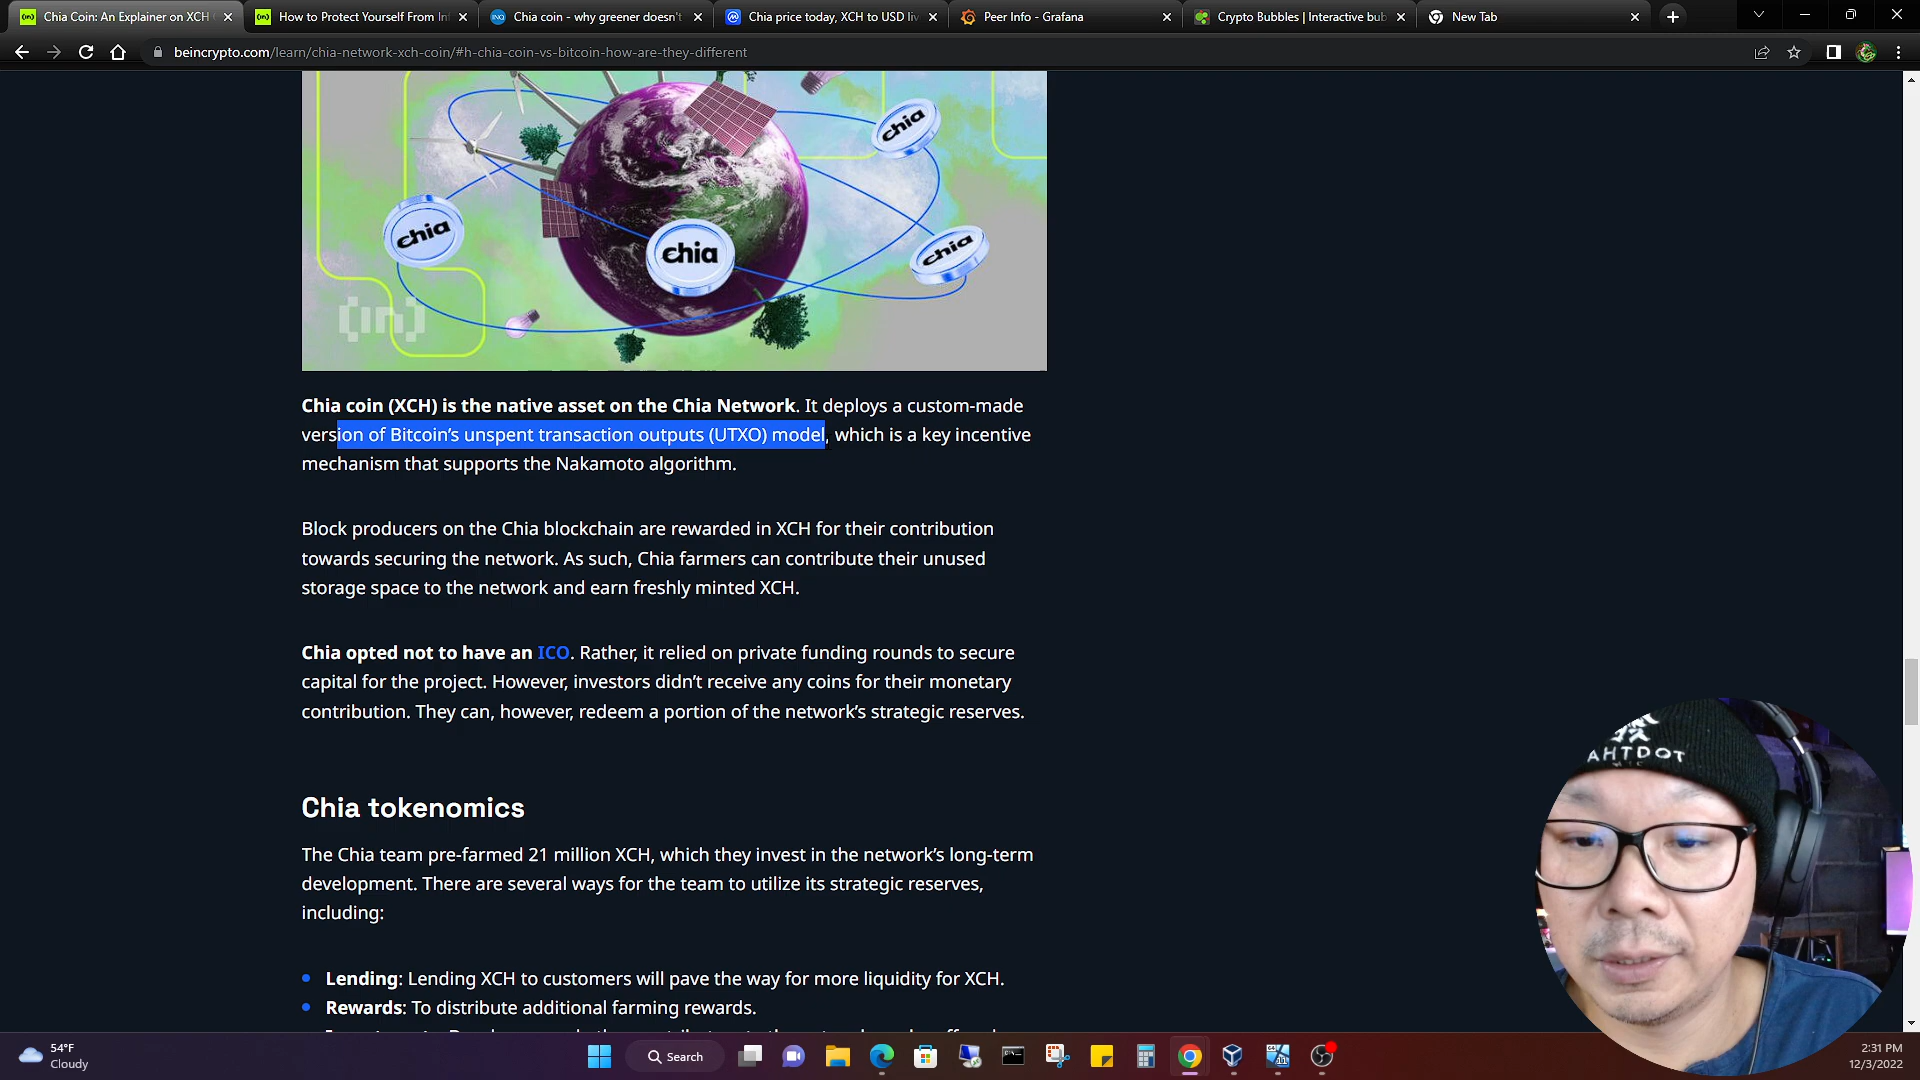 Chia Coin: An Explainer on XCH
How to Protect Yourself From In
Chia coin - why greener doesn't
Chia price today, XCH to USD liv
Peer Info - Grafana
Crypto Bubbles | Interactive bub
New Tab
beincrypto.com/learn/chia-network-xch-coin/#h-chia-coin-vs-bitcoin-how-are-they-different
chia
chia
chia
chia
(in)
Chia coin (XCH) is the native asset on the Chia Network. It deploys a custom-made
version of Bitcoin's unspent transaction outputs (UTXO) model, which is a key incentive
mechanism that supports the Nakamoto algorithm.
Block producers on the Chia blockchain are rewarded in XCH for their contribution
towards securing the network. As such, Chia farmers can contribute their unused
storage space to the network and earn freshly minted XCH.
Chia opted not to have an ICO. Rather, it relied on private funding rounds to secure
capital for the project. However, investors didn't receive any coins for their monetary
contribution. They can, however, redeem a portion of the network's strategic reserves.
Chia tokenomics
The Chia team pre-farmed 21 million XCH, which they invest in the network's long-term
development. There are several ways for the team to utilize its strategic reserves,
including:
Lending: Lending XCH to customers will pave the way for more liquidity for XCH.
Rewards: To distribute additional farming rewards.
AHTDOT
54°F
Cloudy
Search
2:31 PM
12/3/2022